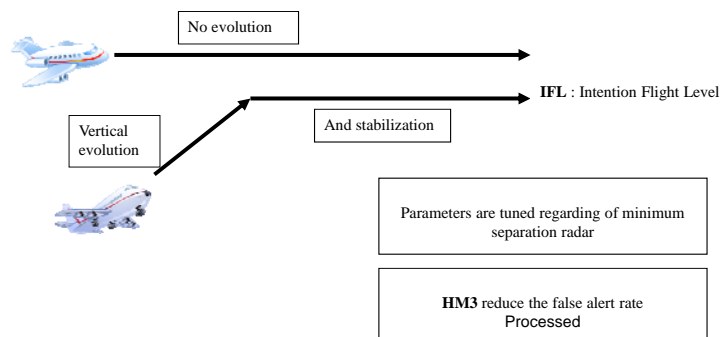 No evolution
IFL : Intention Flight Level
Vertical
evolution
And stabilization
Parameters are tuned regarding of minimum
separation radar
HM3 reduce the false alert rate
Processed